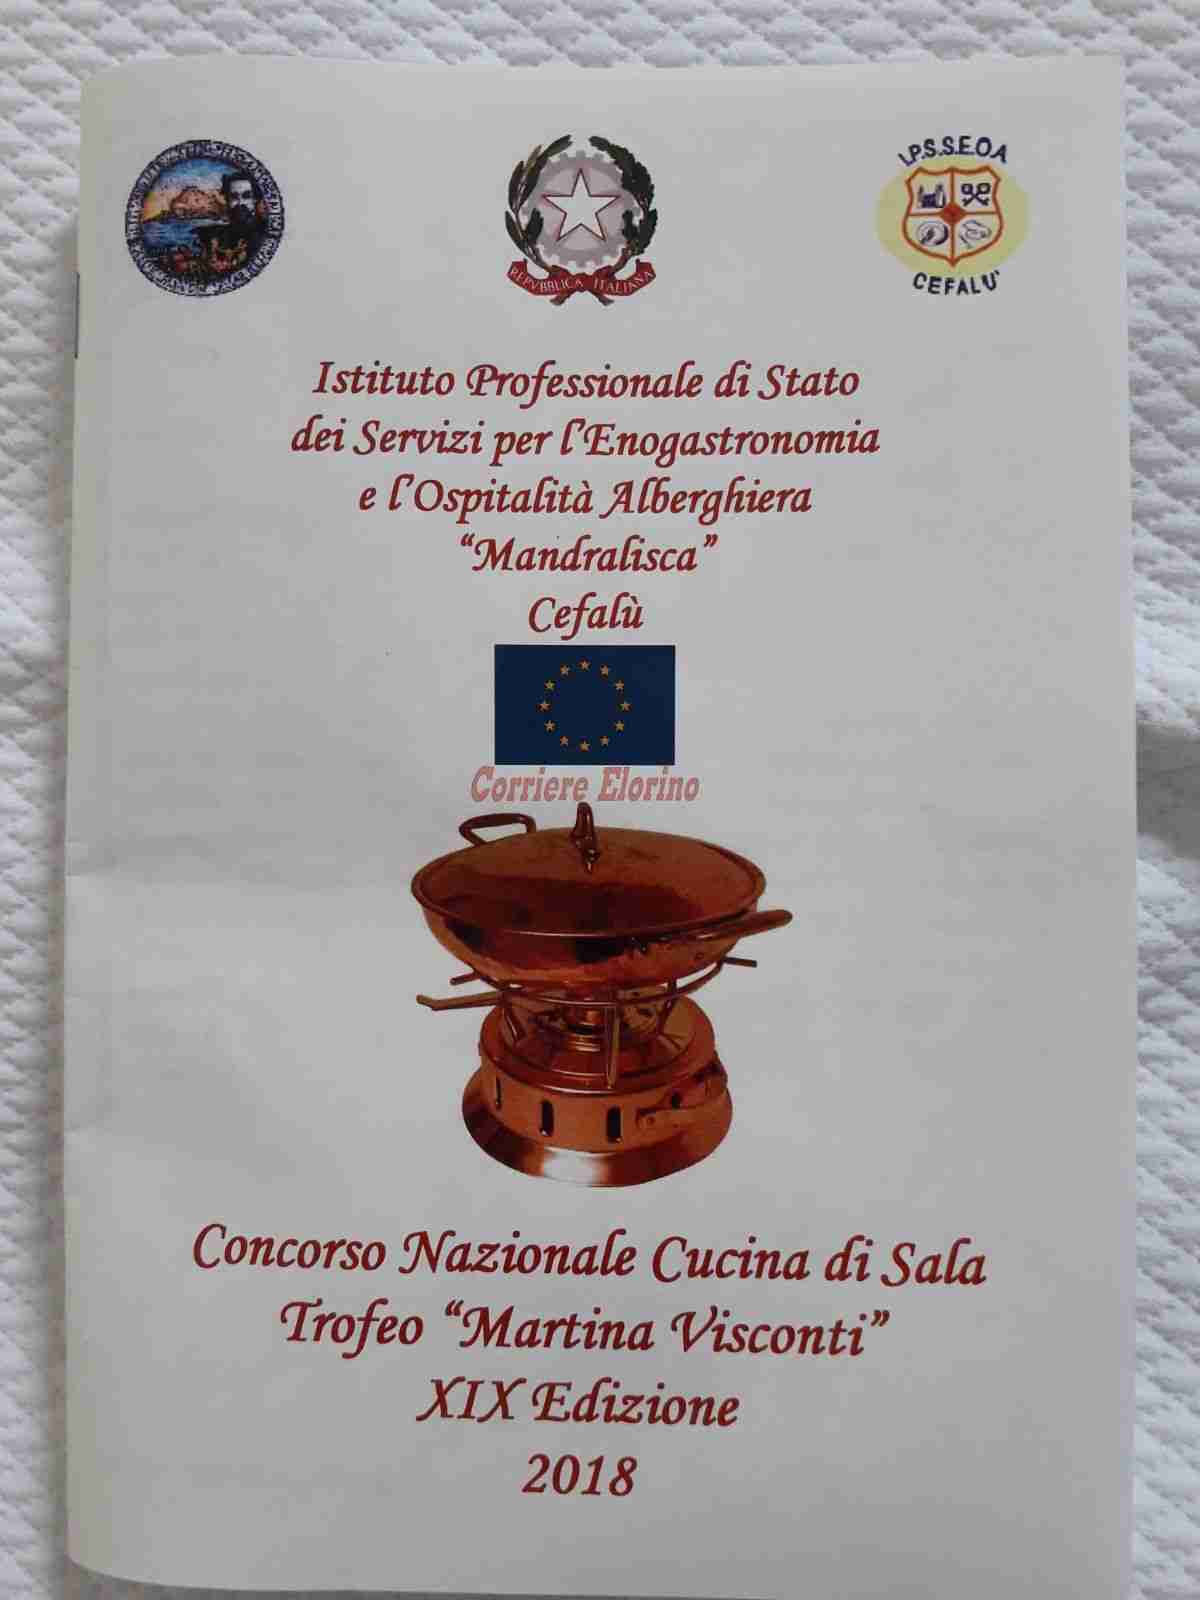 I.P.S.S.E.O.A
CEFALU'
REPVBBLICA ITALIANA
Istituto Professionale di Stato
dei Servizi per l'Enogastronomia
e l'Ospitalità Alberghiera
“Mandralisca”
Cefalù
Corriere Elorino
Concorso Nazionale Cucina di Sala
Trofeo “Martina Visconti”
XIX Edizione
2018